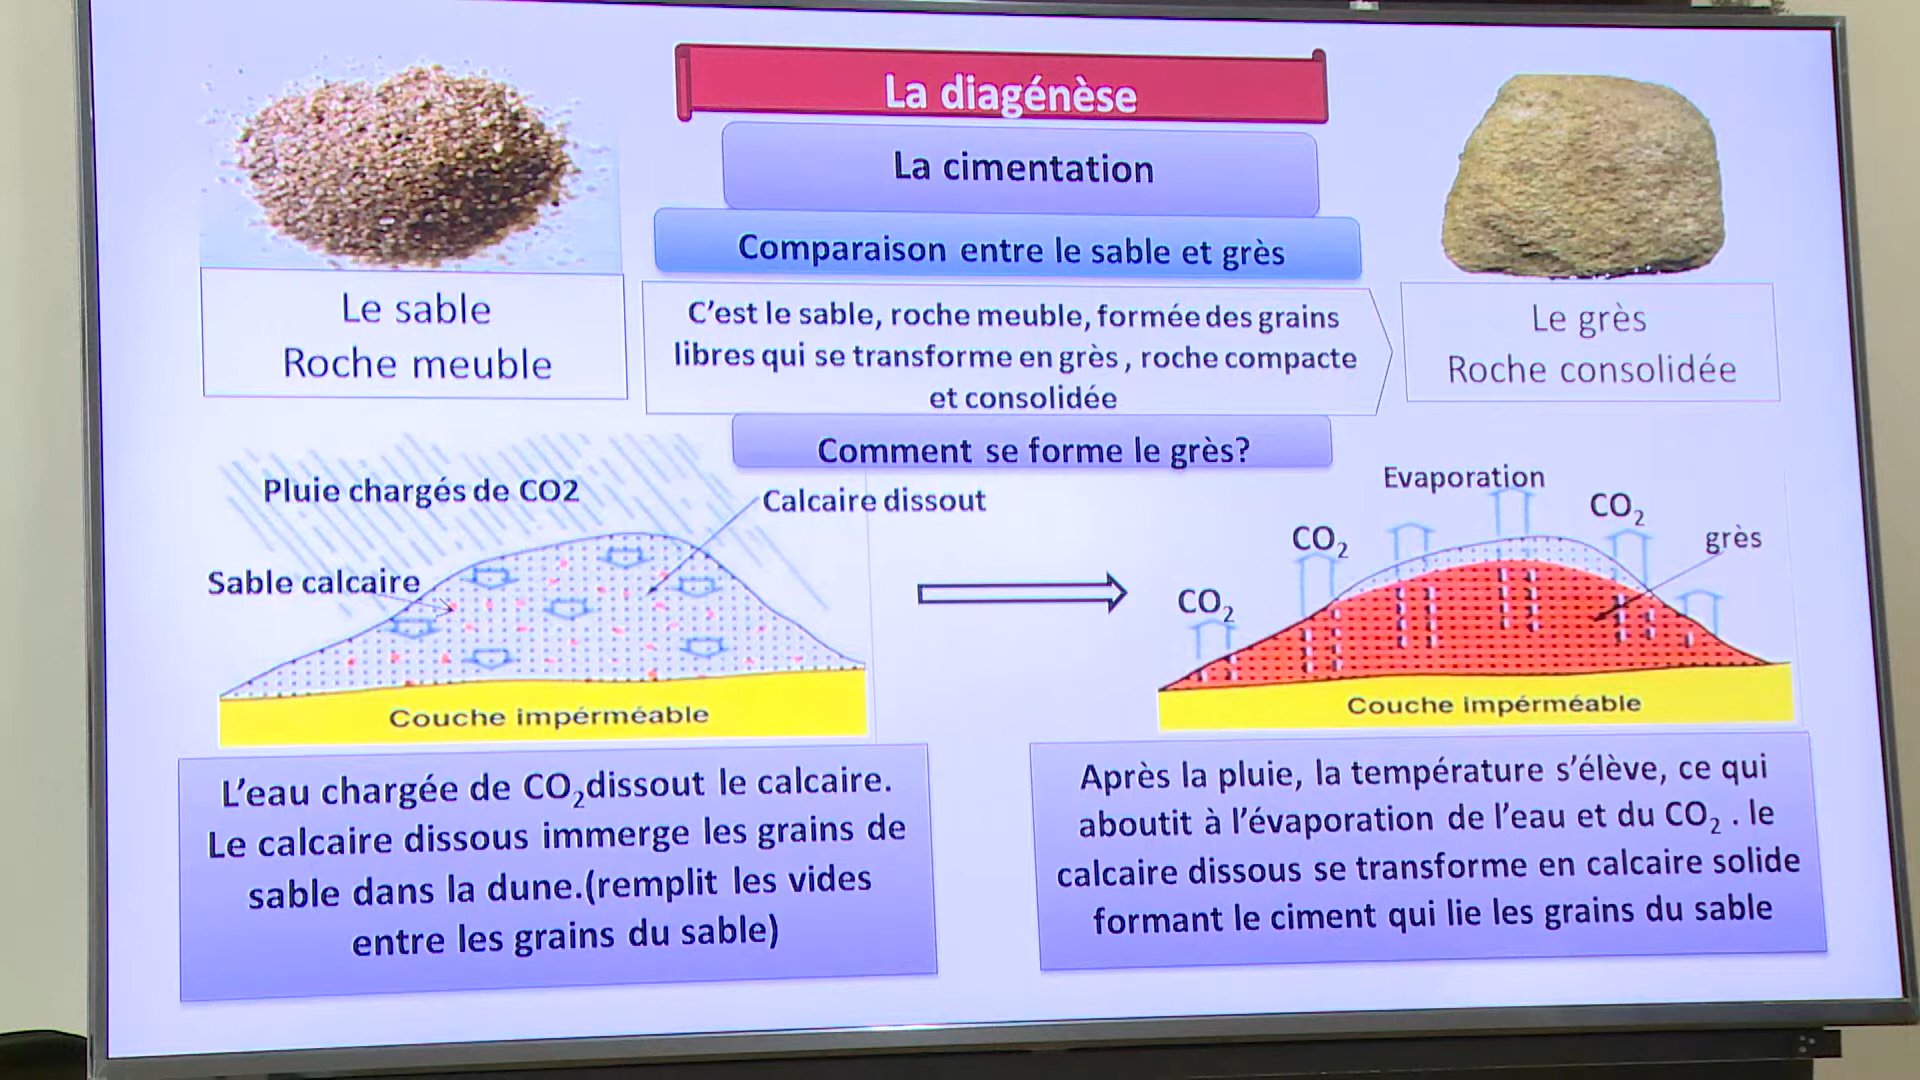 La diagénèse
La cimentation
Comparaison entre le sable et grès
Le sable
Roche meuble
C'est le sable, roche meuble, formée des grains
libres qui se transforme en grès, roche compacte
et consolidée
Le grès
Roche consolidée
Comment se forme le grès?
Pluie chargés de CO2
Calcaire dissout
Sable calcaire
Couche impérméable
Evaporation
CO₂
CO₂
CO₂
grès
Couche impérméable
L'eau chargée de CO₂dissout le calcaire.
Le calcaire dissous immerge les grains de
sable dans la dune.(remplit les vides
entre les grains du sable)
Après la pluie, la température s'élève, ce qui
aboutit à l'évaporation de l'eau et du CO₂ . le
calcaire dissous se transforme en calcaire solide
formant le ciment qui lie les grains du sable